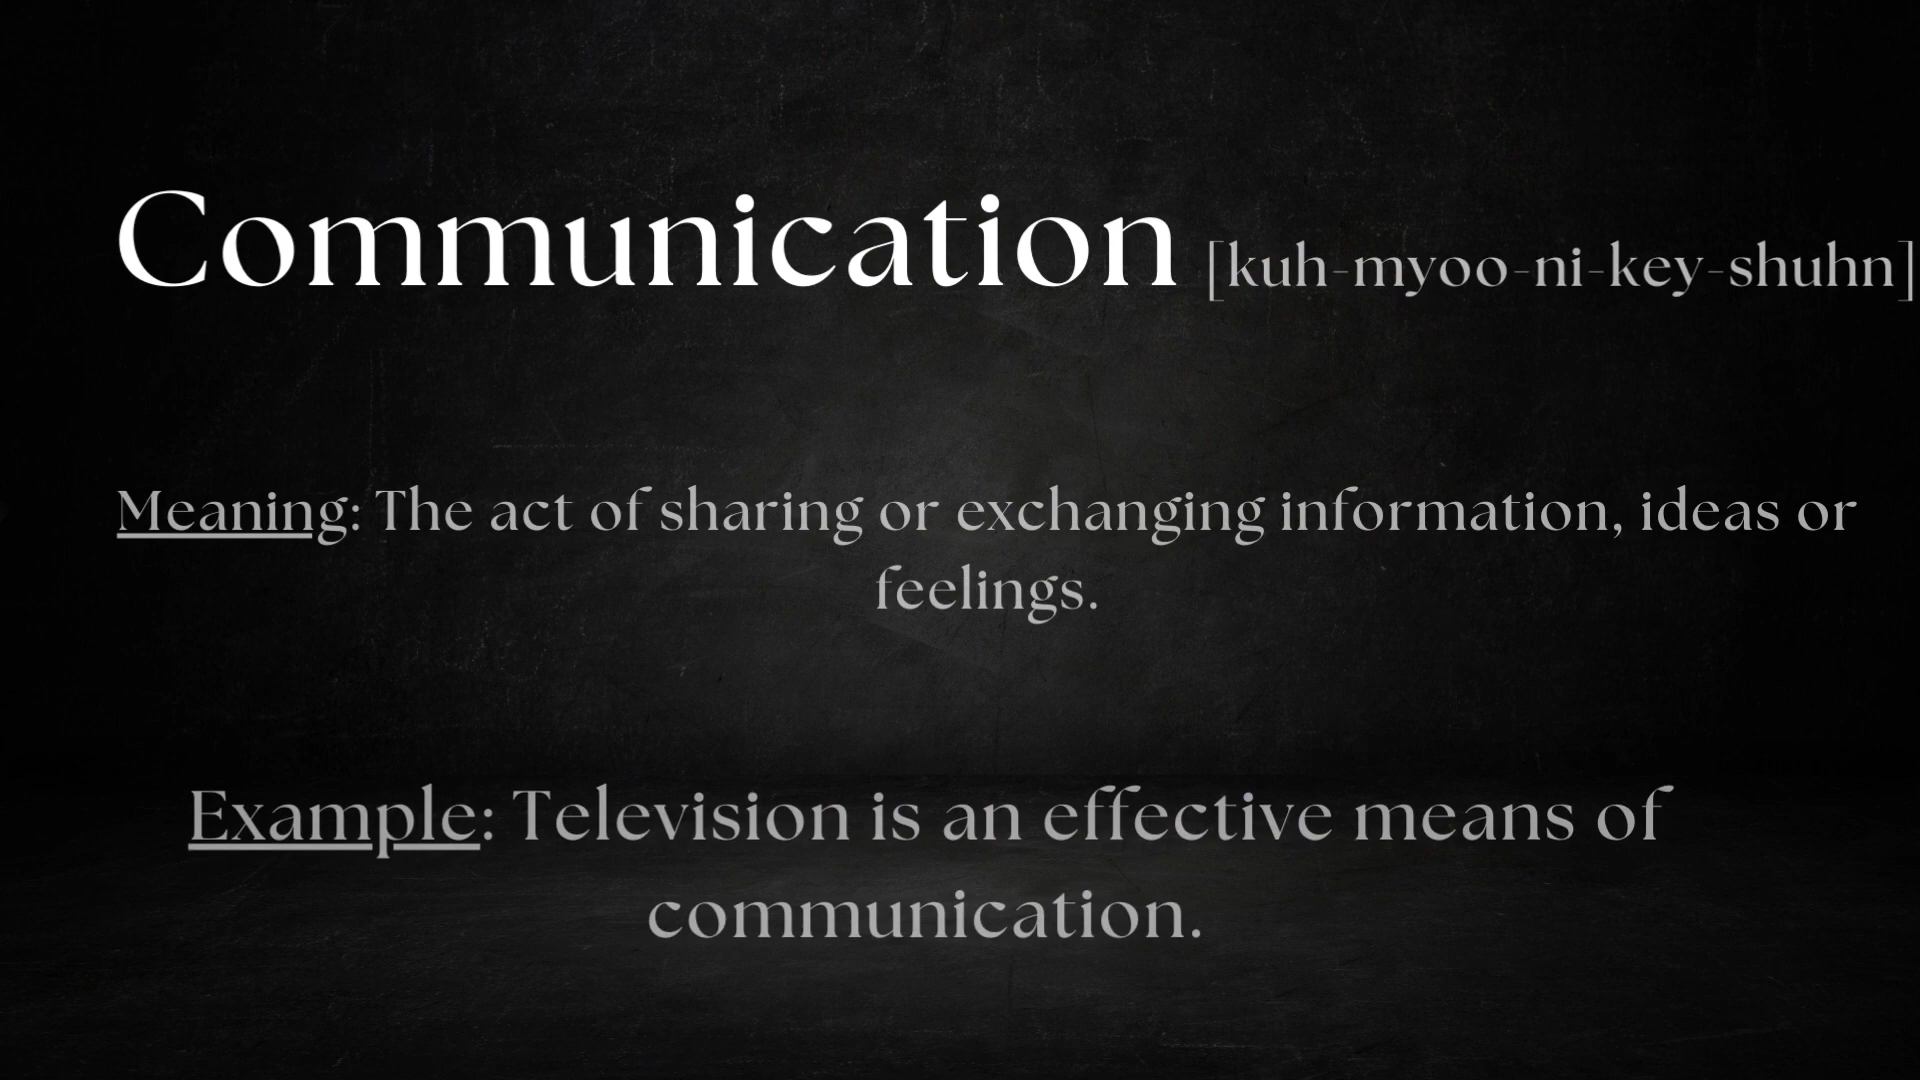 Communication [kuh-myoo-ni-key-shuhn]
Meaning: The act of sharing or exchanging information, ideas or
feelings.
Example: Television is an effective means of
communication.